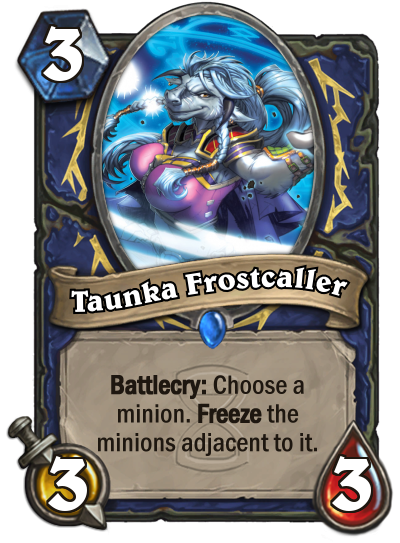 3
Taunka Frostcaller
Battlecry: Choose a
minion. Freeze the
minions adjacent to it.
3
3